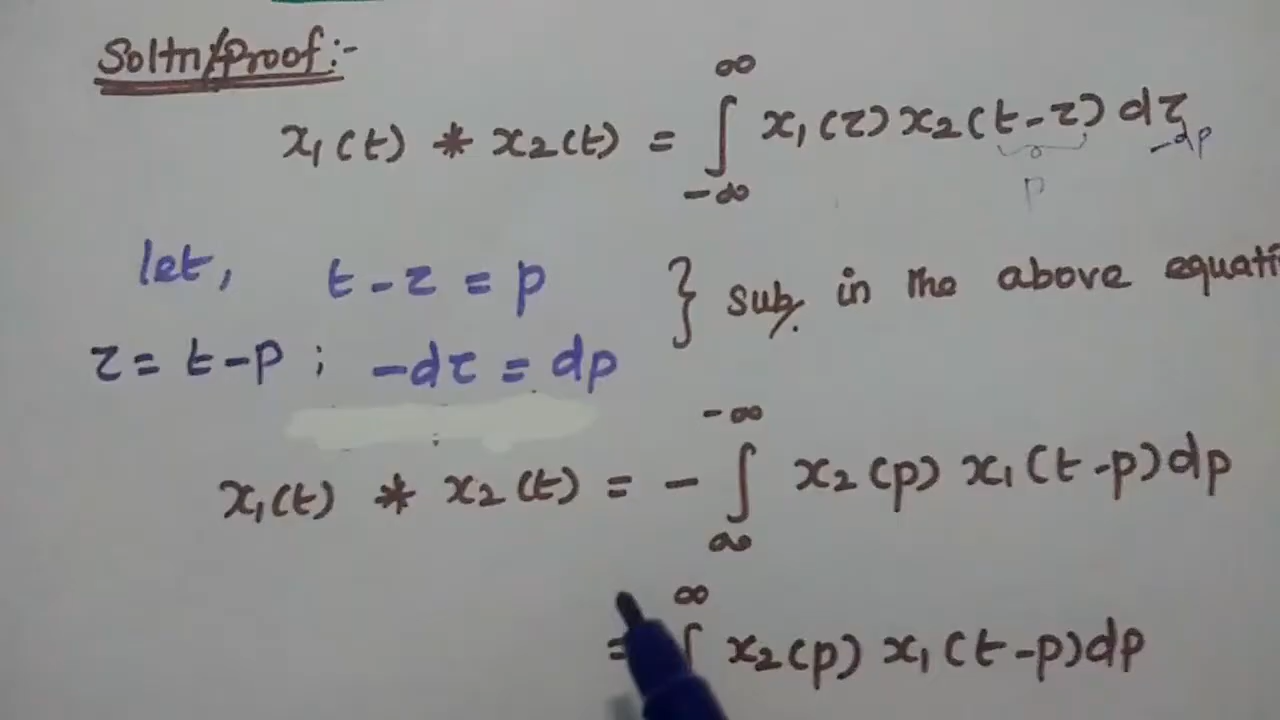 Soltn/Proof:-
x₁(t) * x₂(t) = ∫_{-∞}^{∞} x₁(τ) x₂(t-τ) dτ
-dp
p
let, t-τ = p } sub. in the above equati
τ = t-p ; -dτ = dp
x₁(t) * x₂(t) = - ∫_{∞}^{-∞} x₂(p) x₁(t-p) dp
= ∫^{∞} x₂(p) x₁(t-p) dp